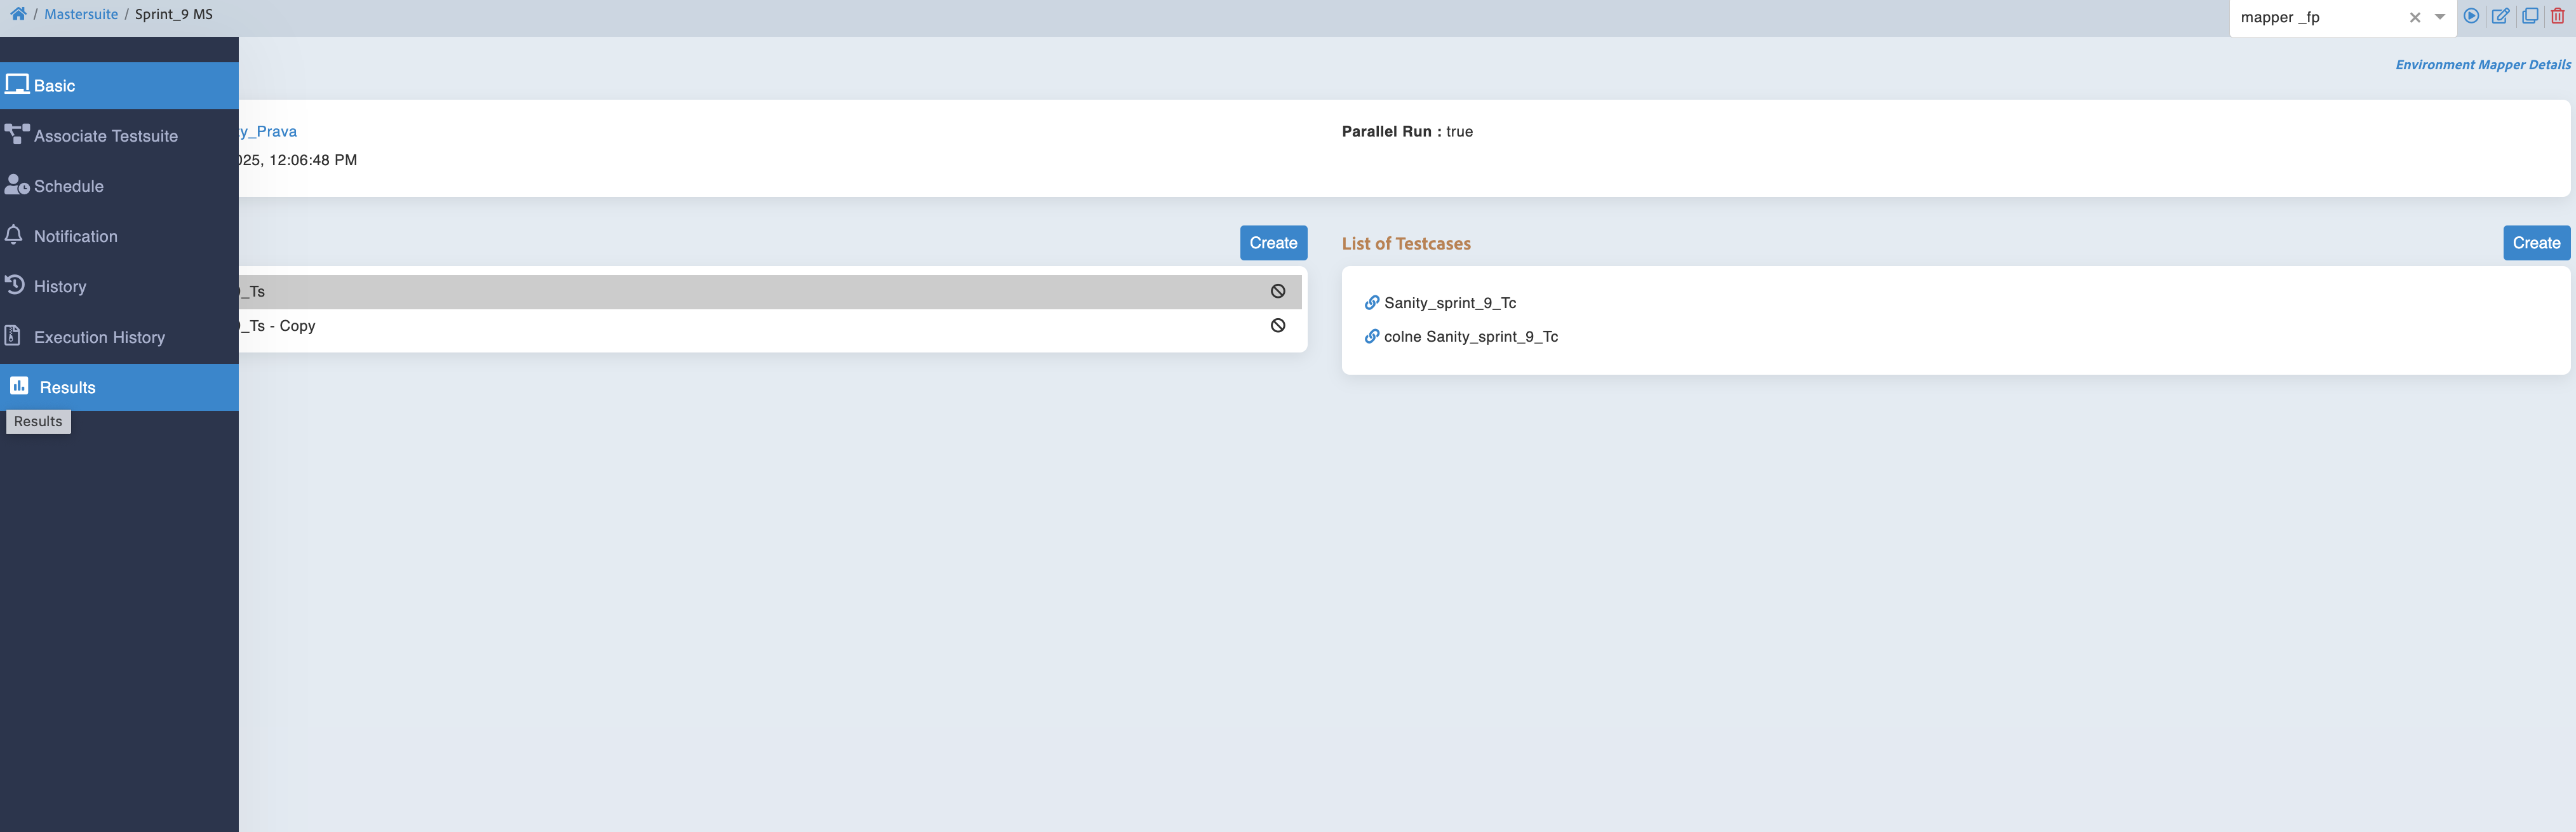 / Mastersuite / Sprint_9 MS
mapper _fp
Environment Mapper Details
Basic
Associate Testsuite
Schedule
Notification
History
Execution History
Results
Results
y_Prava
025, 12:06:48 PM
Parallel Run : true
Create
_Ts
_Ts - Copy
List of Testcases
Create
Sanity_sprint_9_Tc
colne Sanity_sprint_9_Tc